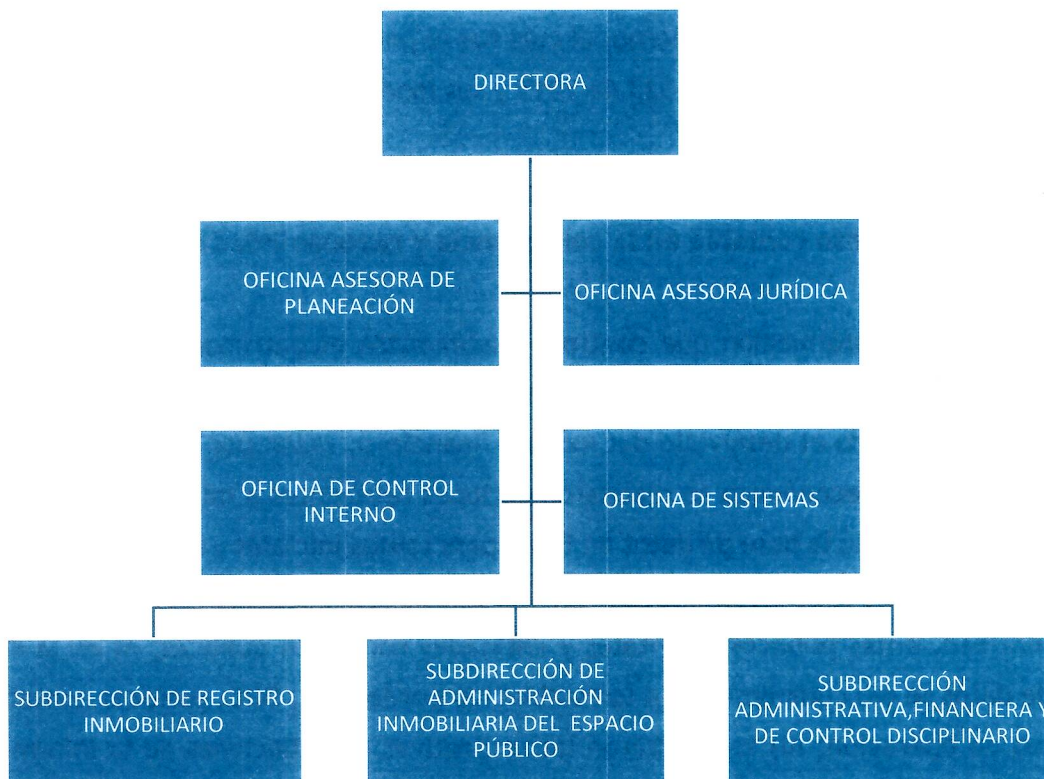 DIRECTORA
OFICINA ASESORA DE
PLANEACIÓN
OFICINA ASESORA JURÍDICA
OFICINA DE CONTROL
INTERNO
OFICINA DE SISTEMAS
SUBDIRECCIÓN DE REGISTRO
INMOBILIARIO
SUBDIRECCIÓN DE
ADMINISTRACIÓN
INMOBILIARIA DEL ESPACIO
PÚBLICO
SUBDIRECCIÓN
ADMINISTRATIVA,FINANCIERA Y
DE CONTROL DISCIPLINARIO